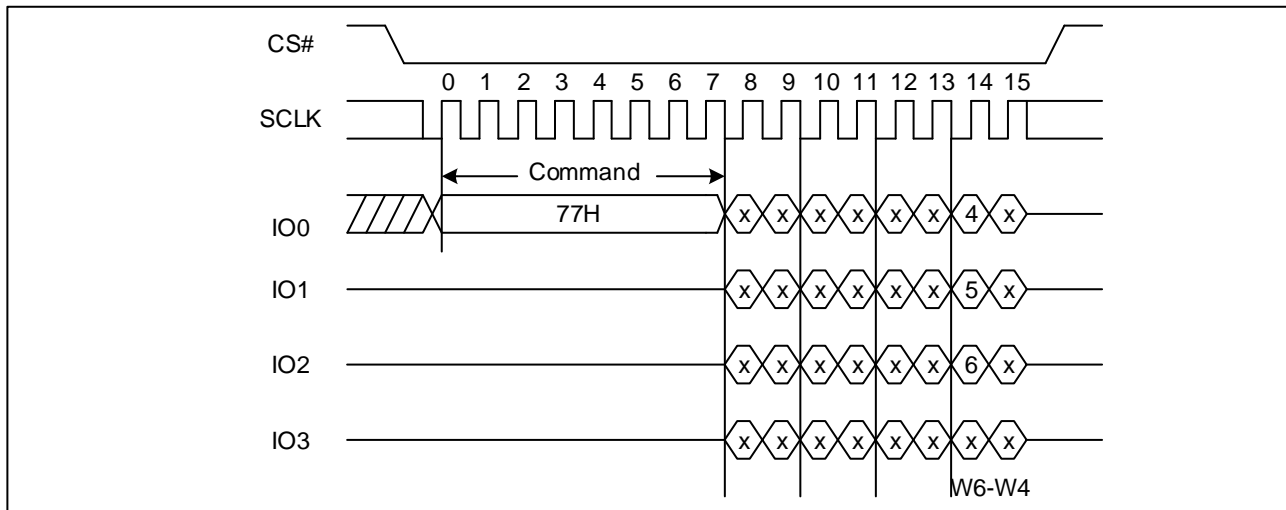 CS#
0 1 2 3 4 5 6 7 8 9 10 11 12 13 14 15
SCLK
Command
IO0 77H x x x x x x 4 x
IO1 x x x x x x 5 x
IO2 x x x x x x 6 x
IO3 x x x x x x x x
W6-W4